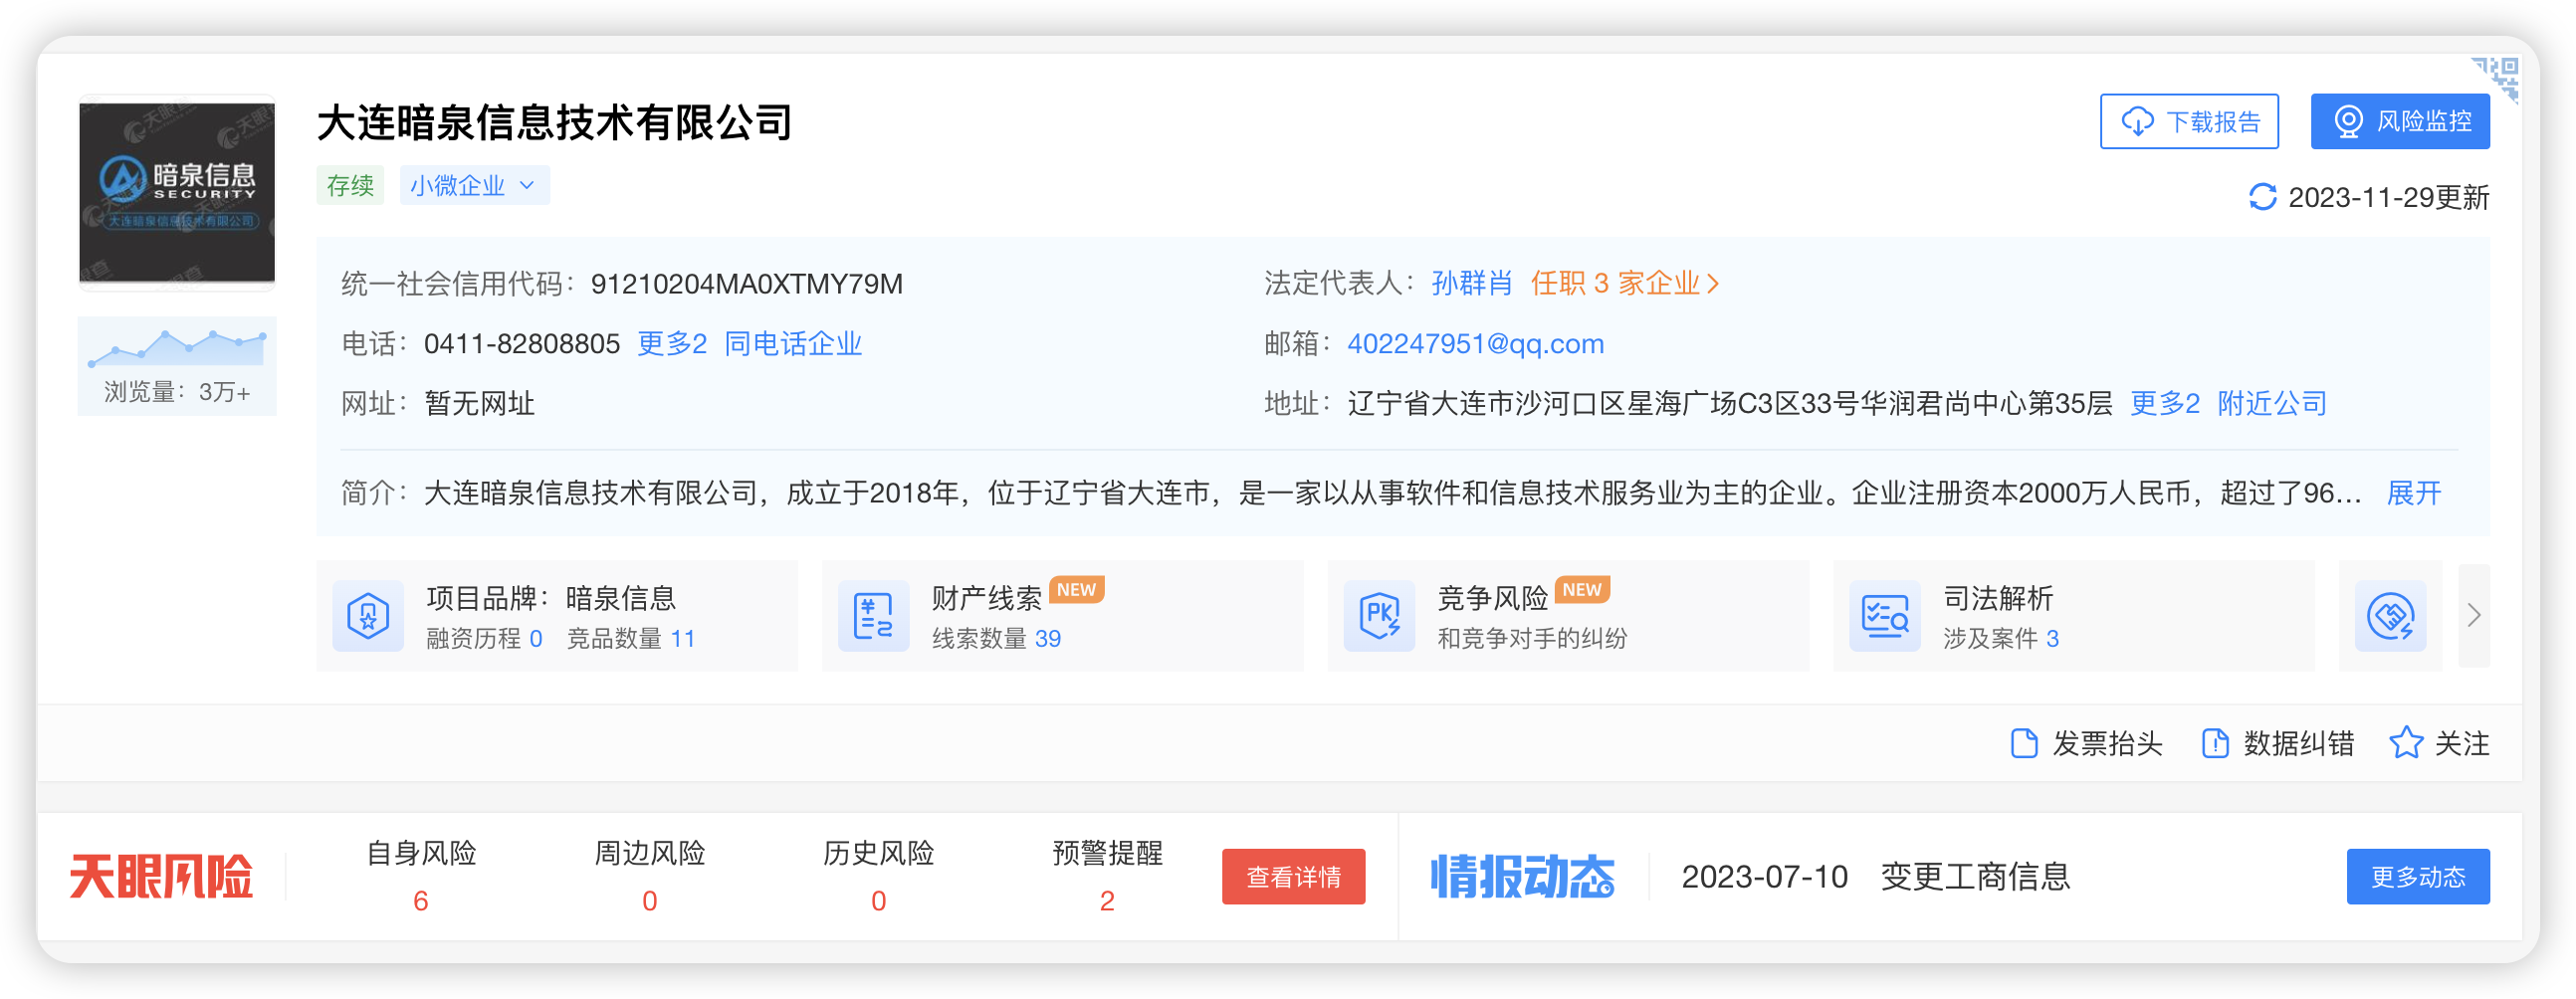 大连暗泉信息技术有限公司
下载报告
风险监控
存续
小微企业
2023-11-29更新
暗泉信息
SECURITY
大连暗泉信息技术有限公司
浏览量：3万+
统一社会信用代码：91210204MA0XTMY79M
法定代表人：孙群肖 任职 3 家企业
电话：0411-82808805 更多2 同电话企业
邮箱：402247951@qq.com
网址：暂无网址
地址：辽宁省大连市沙河口区星海广场C3区33号华润君尚中心第35层 更多2 附近公司
简介：大连暗泉信息技术有限公司，成立于2018年，位于辽宁省大连市，是一家以从事软件和信息技术服务业为主的企业。企业注册资本2000万人民币，超过了96... 展开
项目品牌：暗泉信息
融资历程 0 竞品数量 11
财产线索 NEW
线索数量 39
PK
竞争风险 NEW
和竞争对手的纠纷
司法解析
涉及案件 3
发票抬头
数据纠错
关注
天眼风险
自身风险
6
周边风险
0
历史风险
0
预警提醒
2
查看详情
情报动态
2023-07-10 变更工商信息
更多动态